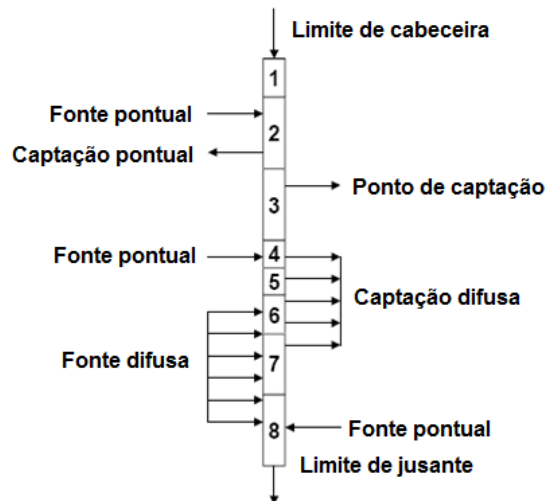 Limite de cabeceira
1
Fonte pontual
2
Captação pontual
3
Ponto de captação
Fonte pontual
4
5
Captação difusa
6
Fonte difusa
7
8
Fonte pontual
Limite de jusante